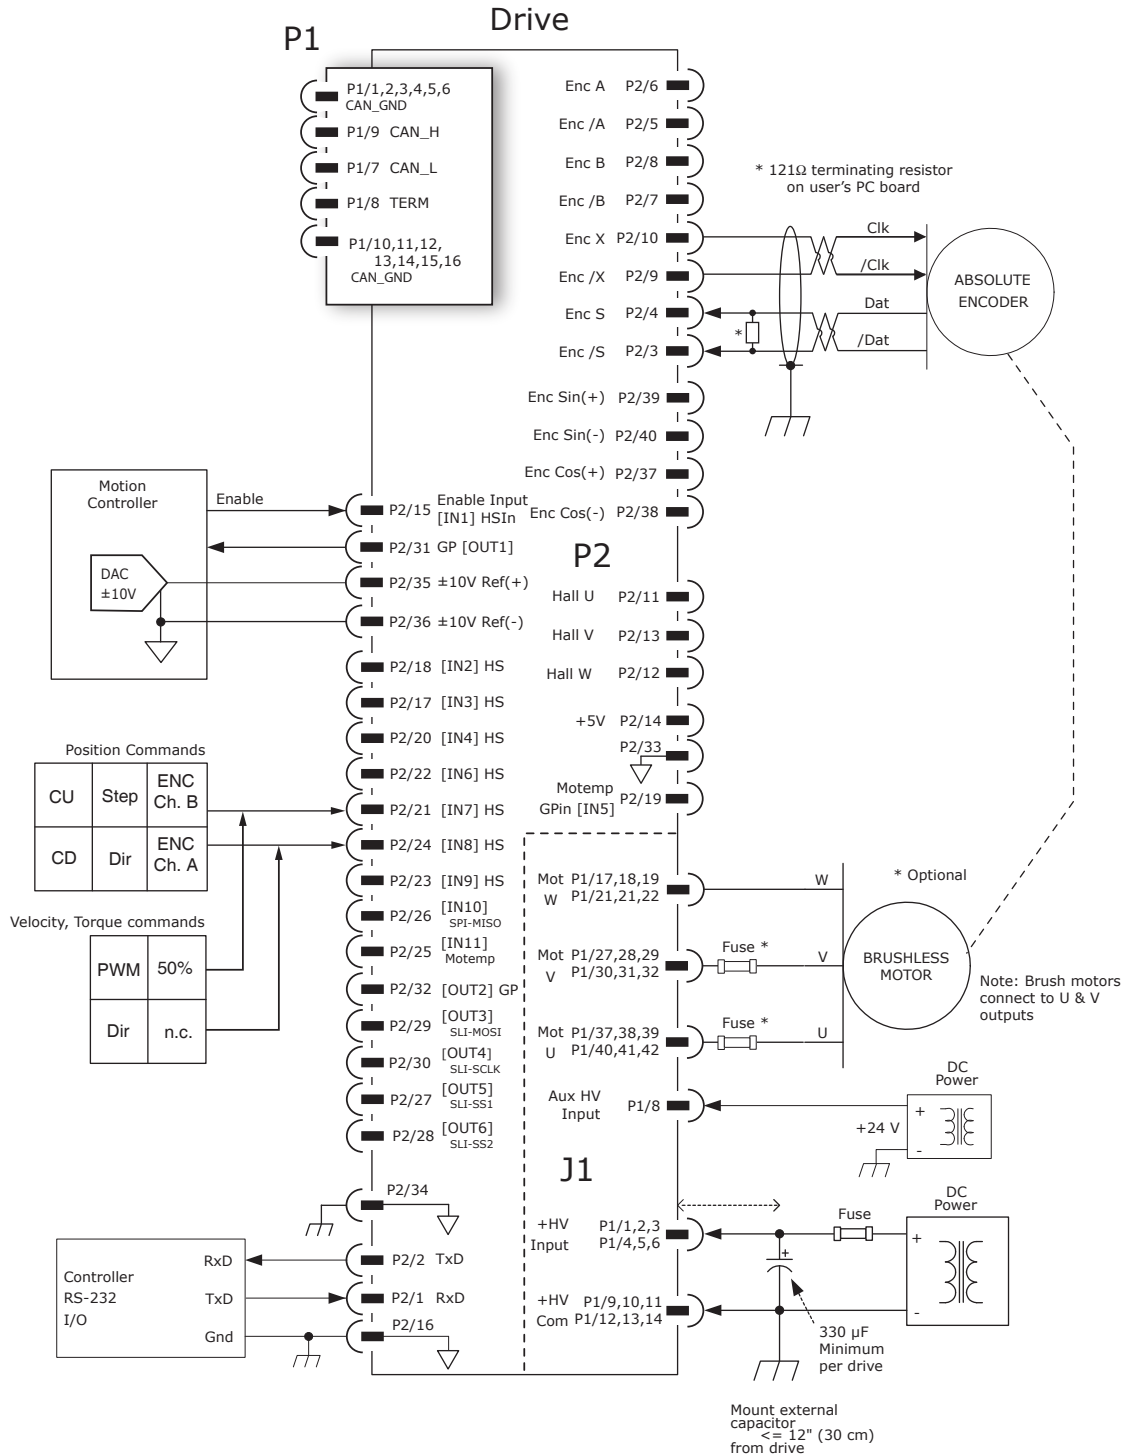 Drive
P1
P1/1,2,3,4,5,6
CAN_GND
P1/9 CAN_H
P1/7 CAN_L
P1/8 TERM
P1/10,11,12,
13,14,15,16
CAN_GND
Enc A P2/6
Enc /A P2/5
Enc B P2/8
Enc /B P2/7
Enc X P2/10
Enc /X P2/9
Enc S P2/4
Enc /S P2/3
Enc Sin(+) P2/39
Enc Sin(-) P2/40
Enc Cos(+) P2/37
Enc Cos(-) P2/38
* 121Ω terminating resistor
on user's PC board
Clk
/Clk
Dat
/Dat
*
ABSOLUTE
ENCODER
Motion
Controller
Enable
DAC
±10V
P2/15 Enable Input
[IN1] HSIn
P2/31 GP [OUT1]
P2/35 ±10V Ref(+)
P2/36 ±10V Ref(-)
P2/18 [IN2] HS
P2/17 [IN3] HS
P2/20 [IN4] HS
P2/22 [IN6] HS
P2/21 [IN7] HS
P2/24 [IN8] HS
P2/23 [IN9] HS
P2/26 [IN10]
SPI-MISO
P2/25 [IN11]
Motemp
P2/32 [OUT2] GP
P2/29 [OUT3]
SLI-MOSI
P2/30 [OUT4]
SLI-SCLK
P2/27 [OUT5]
SLI-SS1
P2/28 [OUT6]
SLI-SS2
P2/34
P2/2 TxD
P2/1 RxD
P2/16
P2
Hall U P2/11
Hall V P2/13
Hall W P2/12
+5V P2/14
P2/33
Motemp
GPin [IN5] P2/19
Position Commands
CU Step ENC
Ch. B
CD Dir ENC
Ch. A
Velocity, Torque commands
PWM 50%
Dir n.c.
Controller
RS-232
I/O
RxD
TxD
Gnd
Mot P1/17,18,19
W P1/21,21,22
Mot P1/27,28,29
V P1/30,31,32
Mot P1/37,38,39
U P1/40,41,42
Aux HV
Input P1/8
J1
+HV P1/1,2,3
Input P1/4,5,6
+HV P1/9,10,11
Com P1/12,13,14
W
Fuse *
V
Fuse *
U
* Optional
BRUSHLESS
MOTOR
Note: Brush motors
connect to U & V
outputs
DC
Power
+
+24 V
-
DC
Power
Fuse
+
+
-
330 µF
Minimum
per drive
Mount external
capacitor
<= 12" (30 cm)
from drive